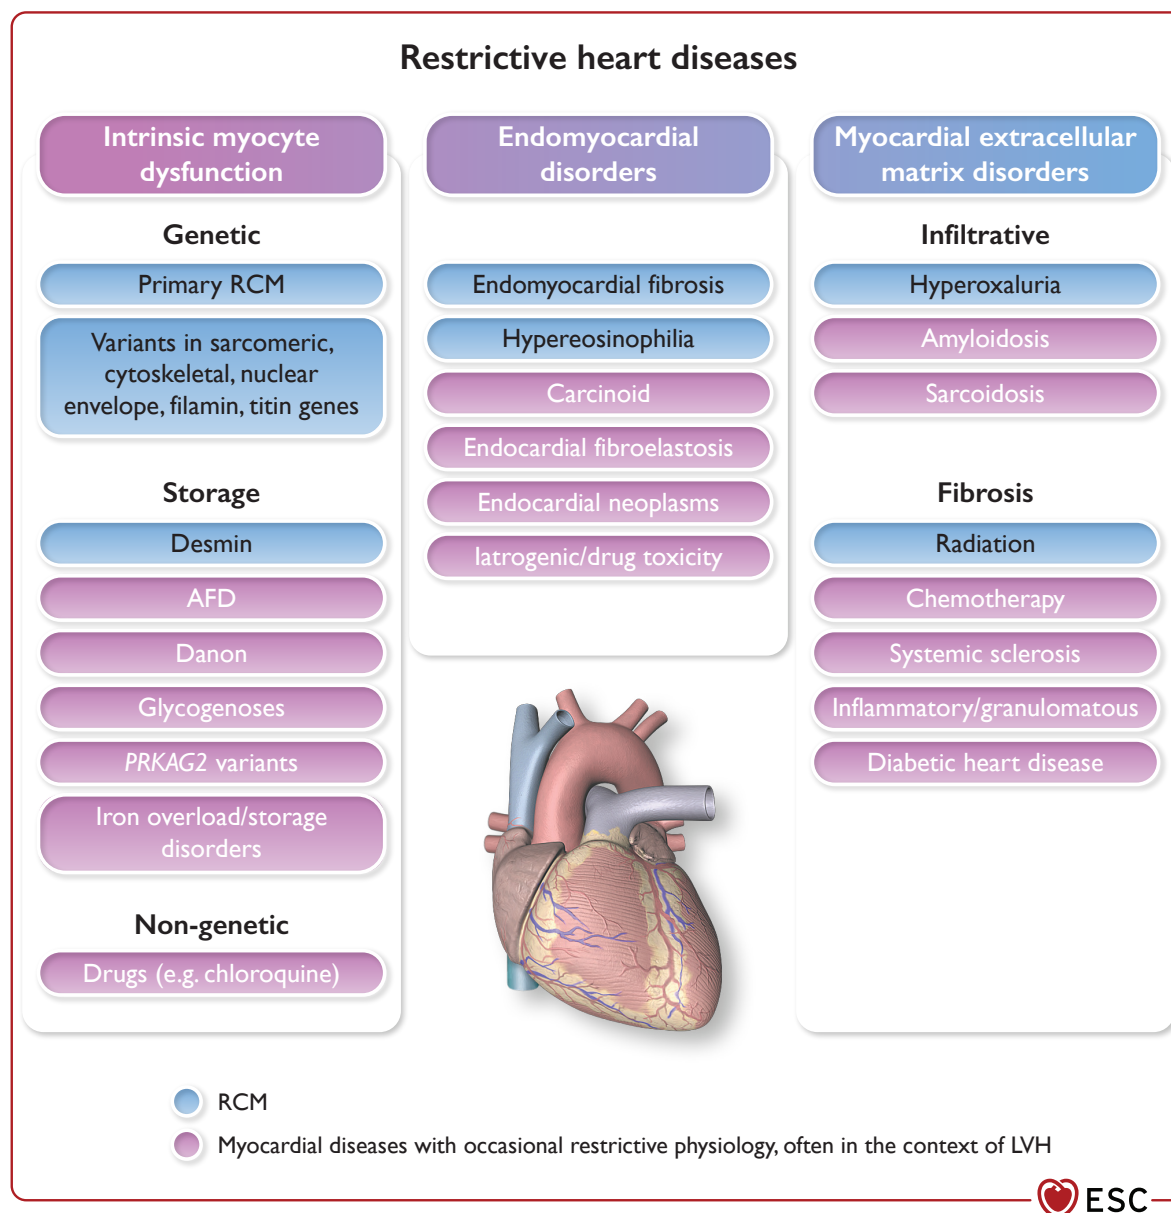 Restrictive heart diseases
Intrinsic myocyte
dysfunction
Genetic
Primary RCM
Variants in sarcomeric,
cytoskeletal, nuclear
envelope, filamin, titin genes
Storage
Desmin
AFD
Danon
Glycogenoses
PRKAG2 variants
Iron overload/storage
disorders
Non-genetic
Drugs (e.g. chloroquine)
Endomyocardial
disorders
Endomyocardial fibrosis
Hypereosinophilia
Carcinoid
Endocardial fibroelastosis
Endocardial neoplasms
Iatrogenic/drug toxicity
Myocardial extracellular
matrix disorders
Infiltrative
Hyperoxaluria
Amyloidosis
Sarcoidosis
Fibrosis
Radiation
Chemotherapy
Systemic sclerosis
Inflammatory/granulomatous
Diabetic heart disease
RCM
Myocardial diseases with occasional restrictive physiology, often in the context of LVH
ESC